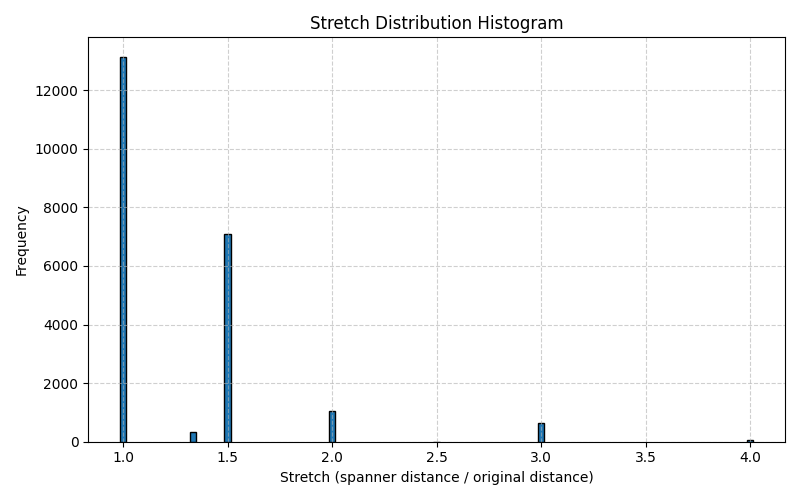 Stretch Distribution Histogram
Frequency
12000
10000
8000
6000
4000
2000
0
1.0 1.5 2.0 2.5 3.0 3.5 4.0
Stretch (spanner distance / original distance)